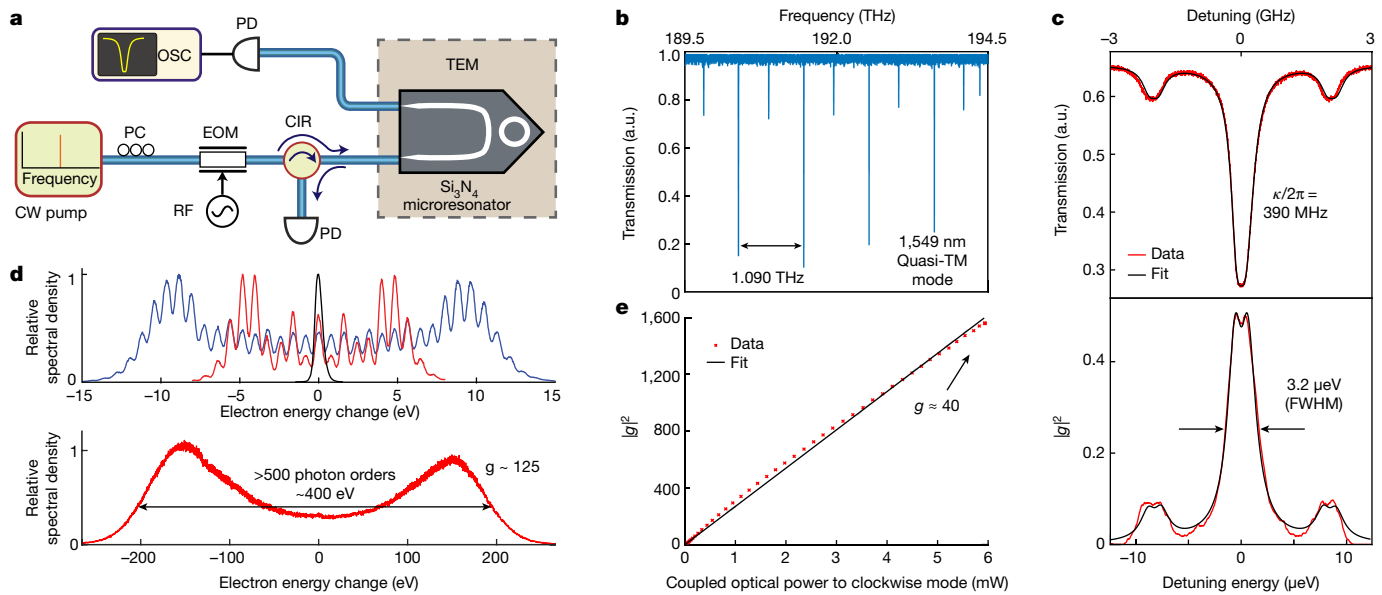 a
OSC
PD
TEM
PC
EOM
CIR
Frequency
CW pump
RF
PD
Si3N4
microresonator
b
Frequency (THz)
189.5
192.0
194.5
Transmission (a.u.)
1.0
0.8
0.6
0.4
0.2
0
1.090 THz
1,549 nm
Quasi-TM
mode
c
Detuning (GHz)
−3
0
3
Transmission (a.u.)
0.6
0.5
0.4
0.3
κ/2π =
390 MHz
Data
Fit
|g|2
0.4
0.2
0
3.2 μeV
(FWHM)
−10
0
10
Detuning energy (μeV)
d
Relative
spectral density
1
0
−15
−10
−5
0
5
10
15
Electron energy change (eV)
Relative
spectral density
1
0
>500 photon orders
~400 eV
g ~ 125
−200
−100
0
100
200
Electron energy change (eV)
e
|g|2
1,600
1,200
800
400
0
Data
Fit
g ≈ 40
0
1
2
3
4
5
6
Coupled optical power to clockwise mode (mW)